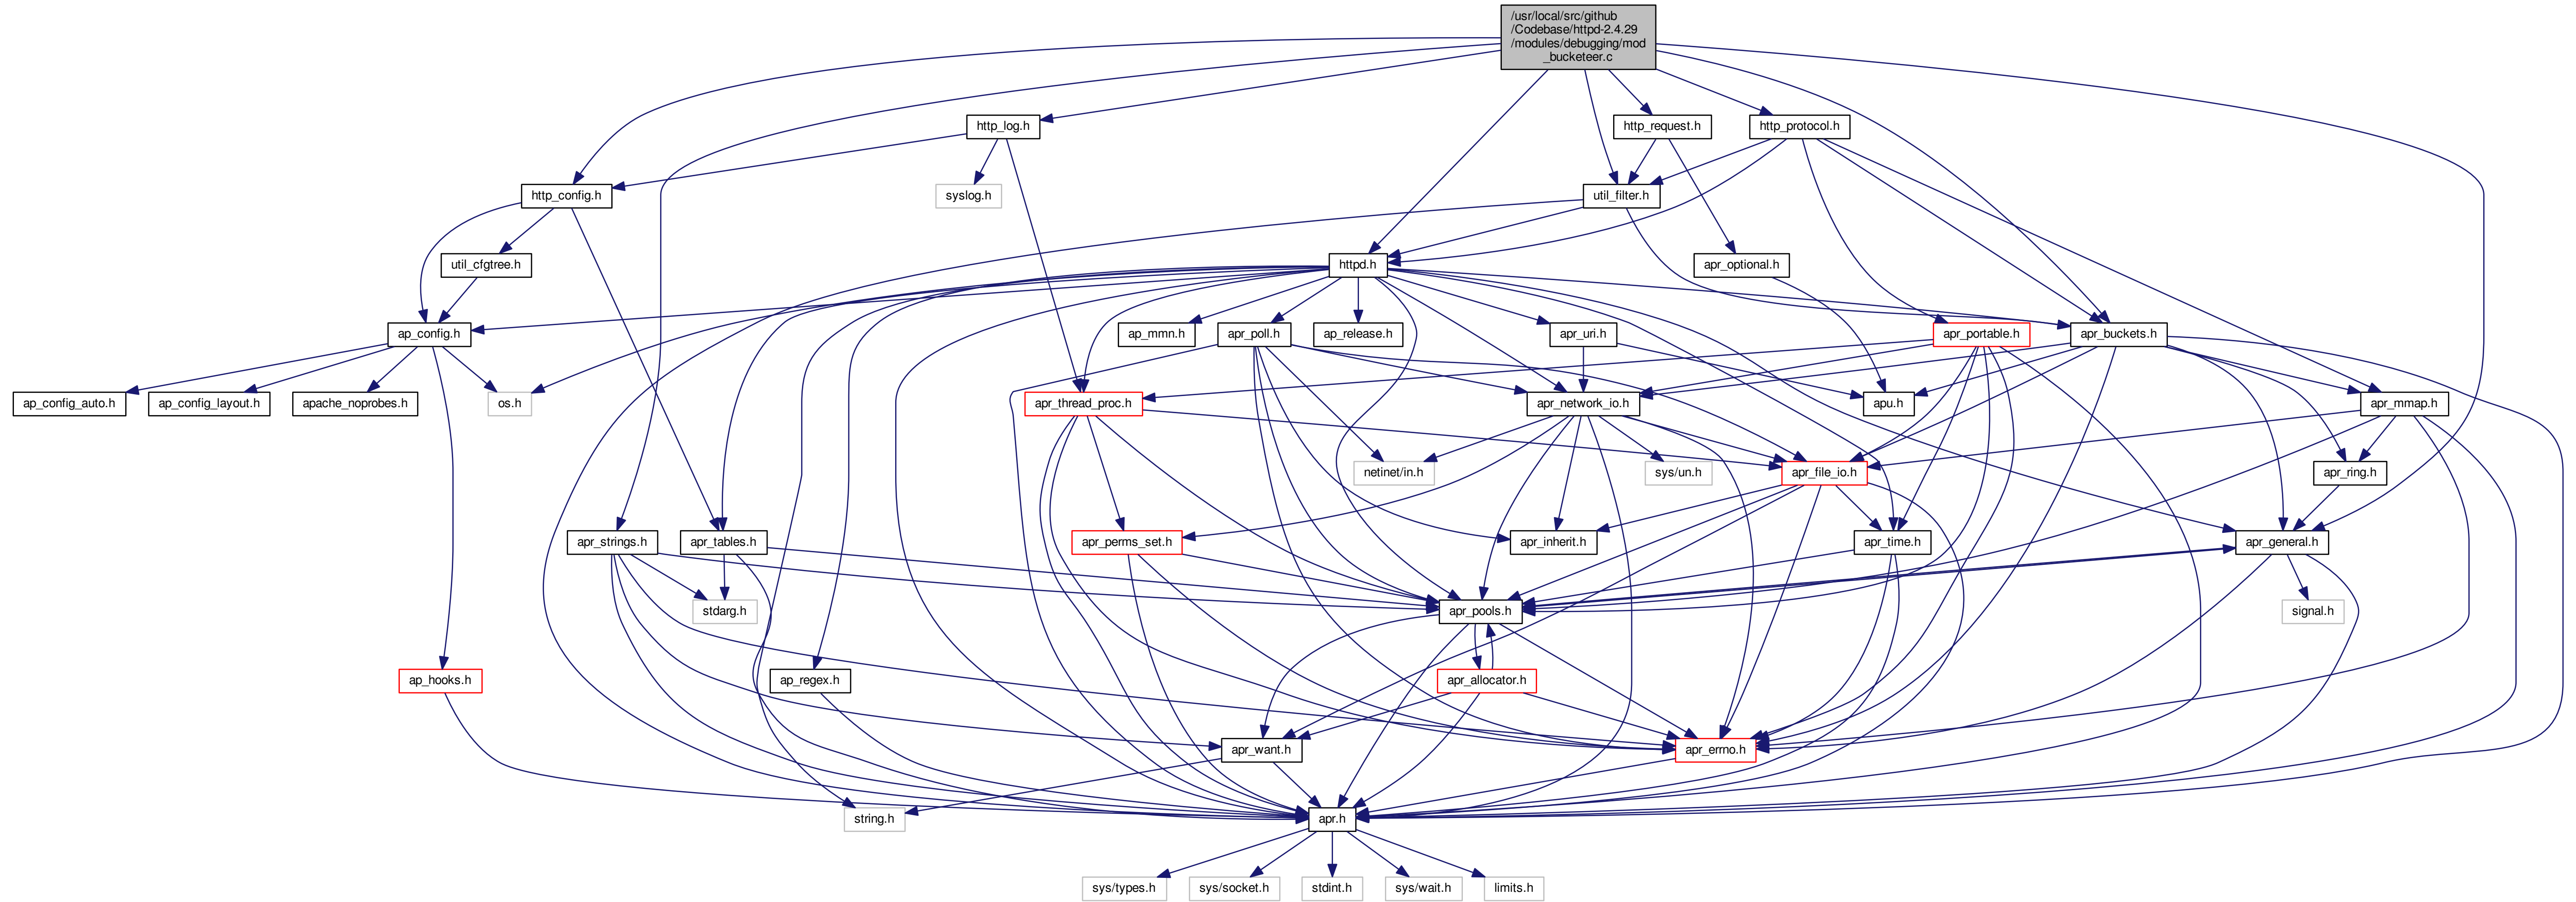 /usr/local/src/github
/Codebase/httpd-2.4.29
/modules/debugging/mod
_bucketeer.c
http_log.h
http_request.h
http_protocol.h
http_config.h
syslog.h
util_filter.h
util_cfgtree.h
httpd.h
apr_optional.h
ap_config.h
ap_mmn.h
apr_poll.h
ap_release.h
apr_uri.h
apr_portable.h
apr_buckets.h
ap_config_auto.h
ap_config_layout.h
apache_noprobes.h
os.h
apr_thread_proc.h
apr_network_io.h
apu.h
apr_mmap.h
netinet/in.h
sys/un.h
apr_file_io.h
apr_ring.h
apr_strings.h
apr_tables.h
apr_perms_set.h
apr_inherit.h
apr_time.h
apr_general.h
stdarg.h
apr_pools.h
signal.h
ap_hooks.h
ap_regex.h
apr_allocator.h
apr_want.h
apr_errno.h
string.h
apr.h
sys/types.h
sys/socket.h
stdint.h
sys/wait.h
limits.h